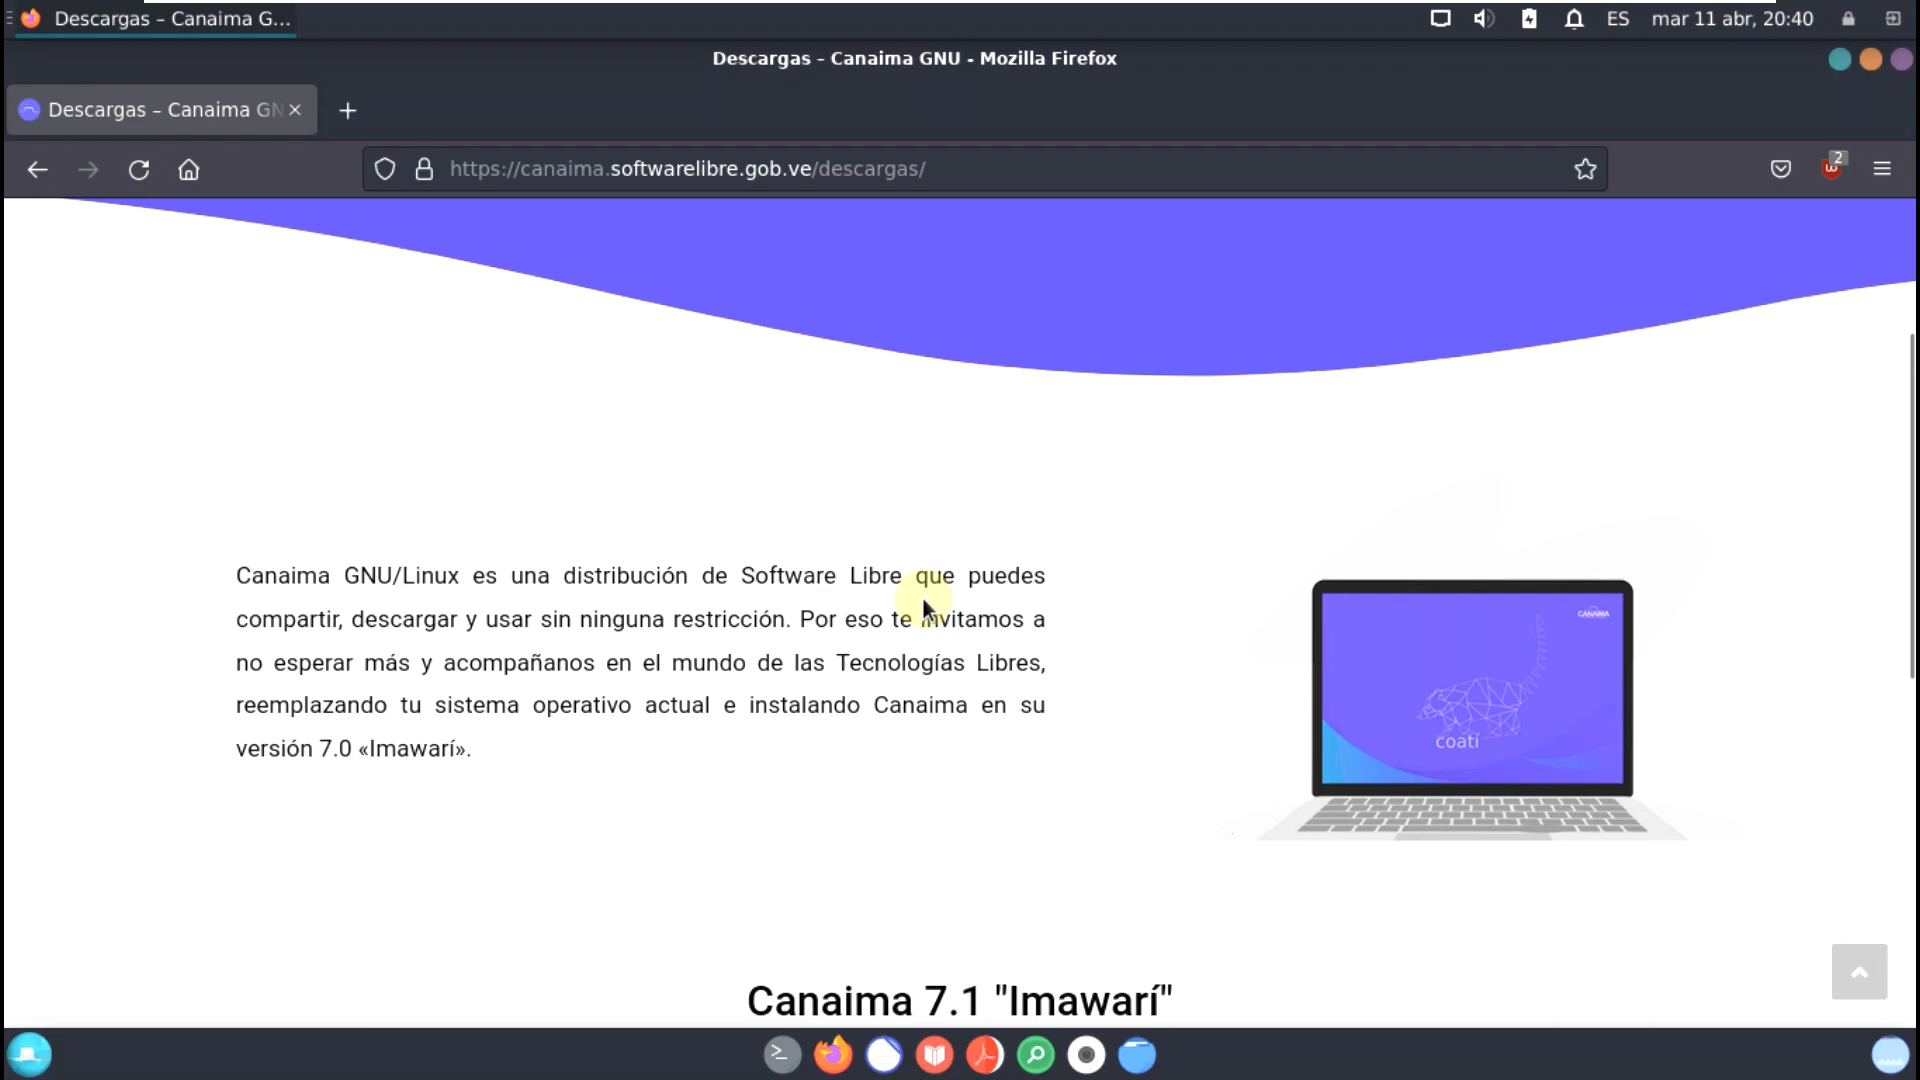 Descargas – Canaima G...
ES mar 11 abr, 20:40
Descargas – Canaima GNU - Mozilla Firefox
Descargas – Canaima GN
https://canaima.softwarelibre.gob.ve/descargas/
2
Canaima GNU/Linux es una distribución de Software Libre que puedes
compartir, descargar y usar sin ninguna restricción. Por eso te invitamos a
no esperar más y acompañanos en el mundo de las Tecnologías Libres,
reemplazando tu sistema operativo actual e instalando Canaima en su
versión 7.0 «Imawarí».
CANAIMA
coatí
Canaima 7.1 "Imawarí"